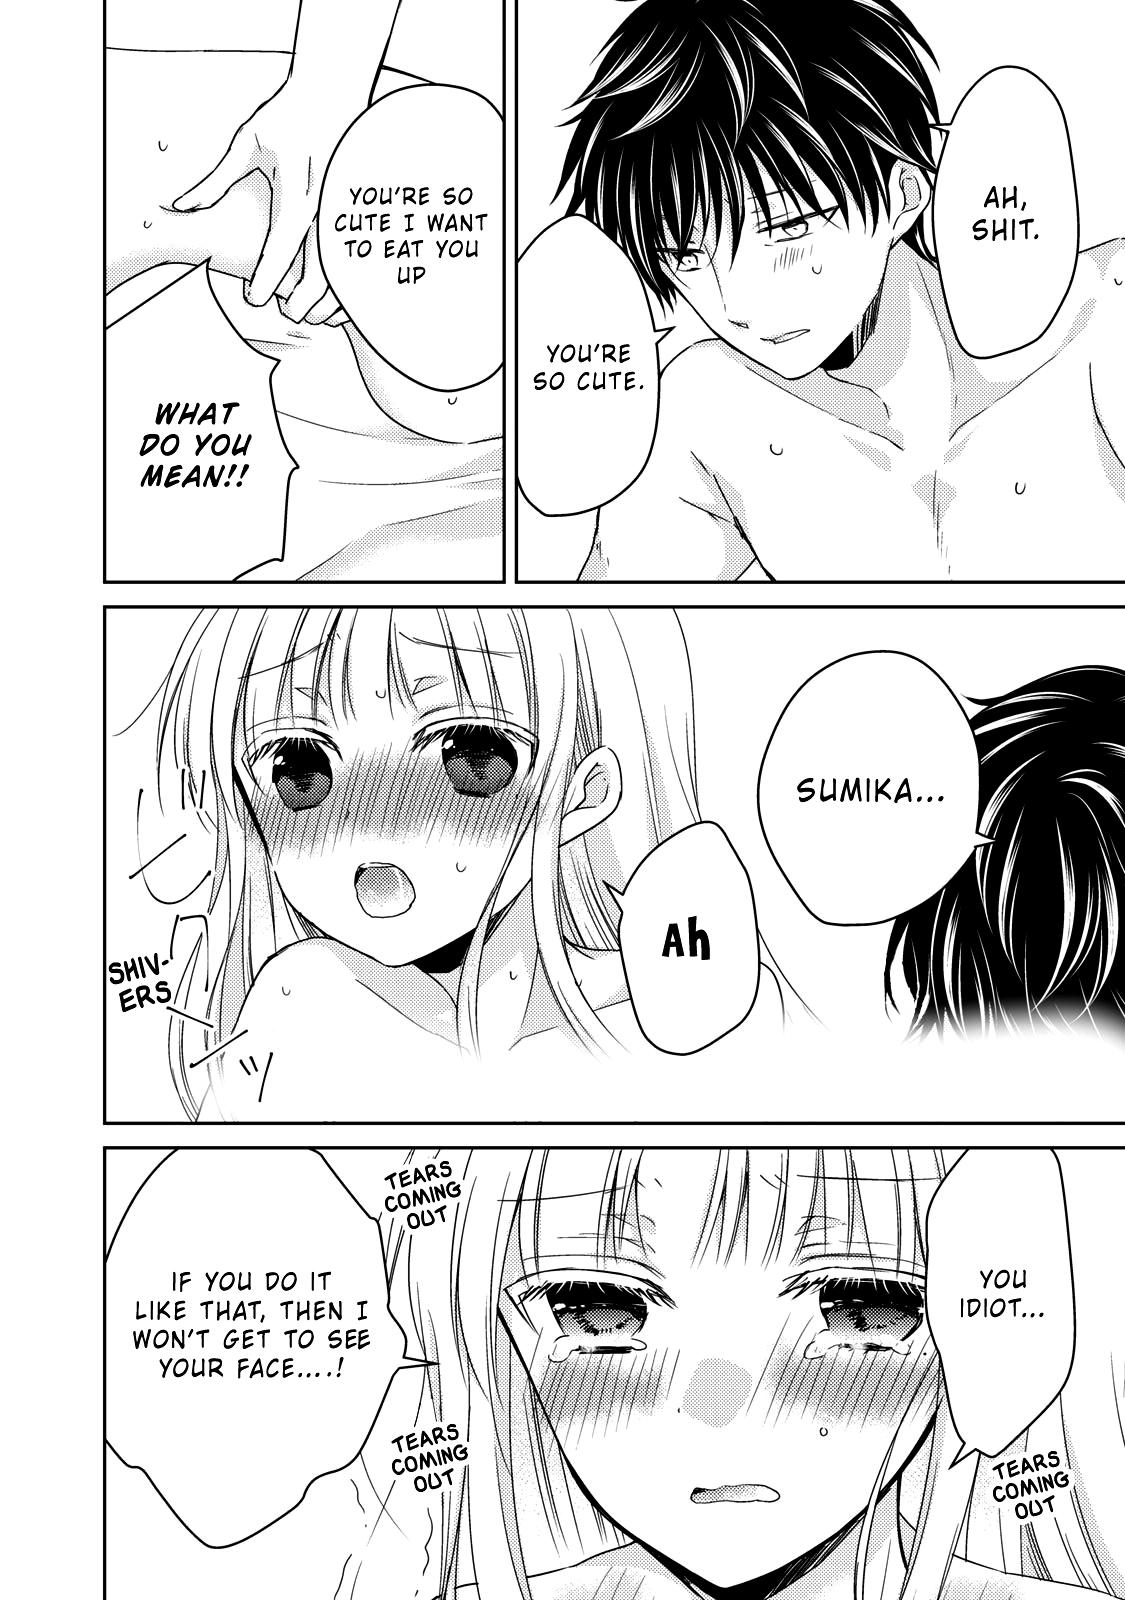 AH,
SHIT.
YOU'RE
SO CUTE.
YOU'RE SO
CUTE I WANT
TO EAT YOU
UP
WHAT
DO YOU
MEAN!!
SUMIKA...
Ah
SHIV-
ERS
YOU
IDIOT...
TEARS
COMING
OUT
TEARS
COMING
OUT
IF YOU DO IT
LIKE THAT, THEN I
WON'T GET TO SEE
YOUR FACE....!
TEARS
COMING
OUT